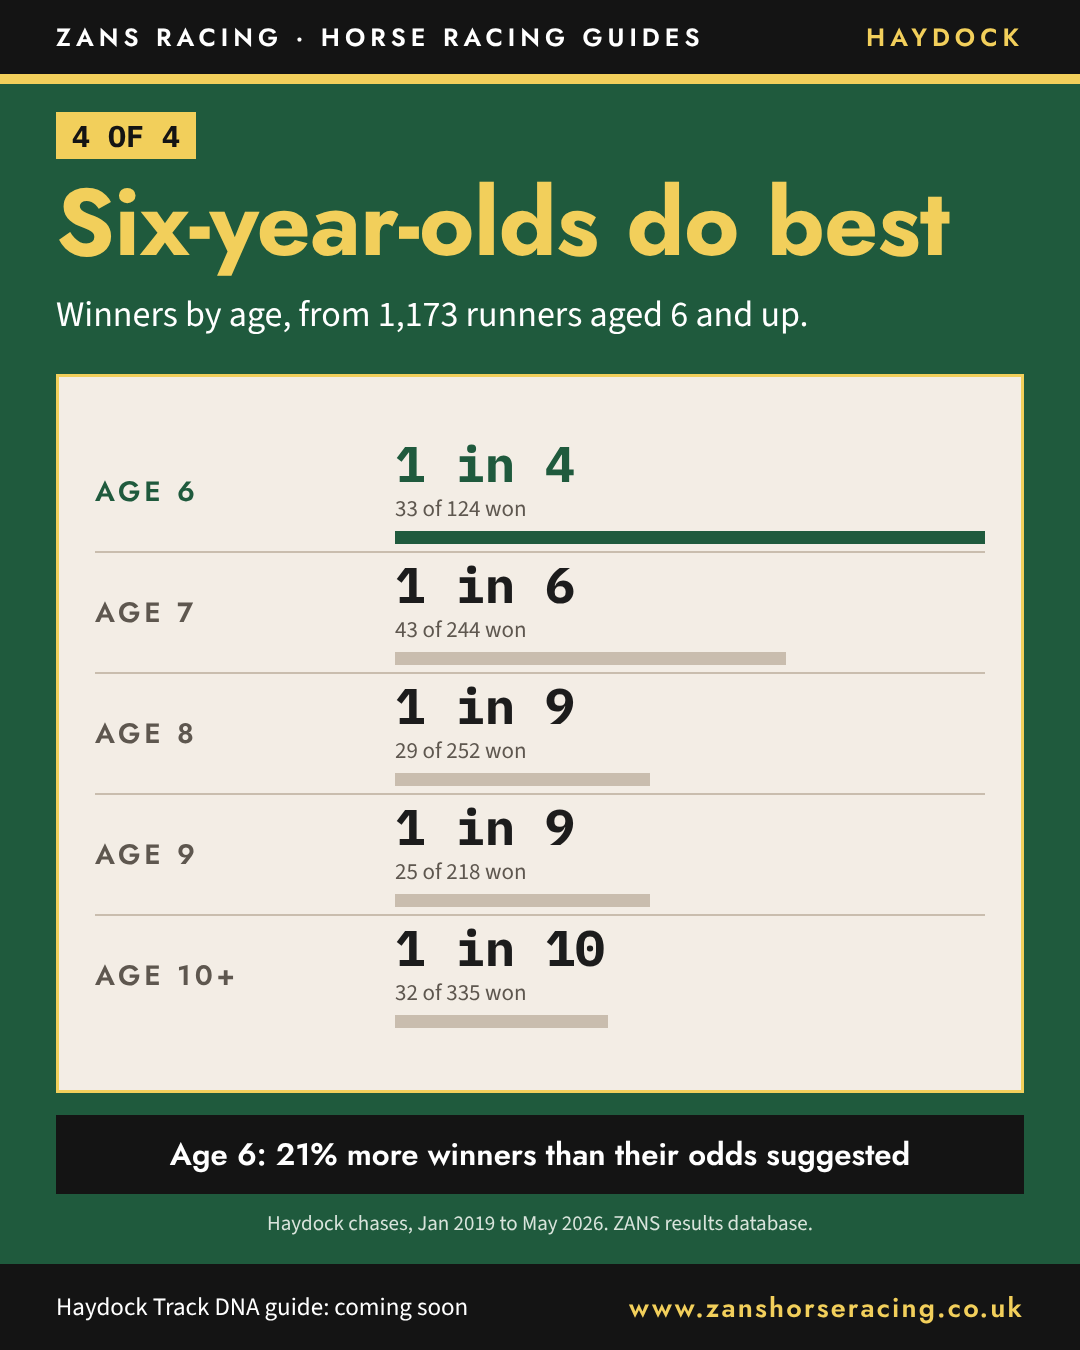 ZANS RACING · HORSE RACING GUIDES
HAYDOCK
4 OF 4
Six-year-olds do best
Winners by age, from 1,173 runners aged 6 and up.
AGE 6
1 in 4
33 of 124 won
AGE 7
1 in 6
43 of 244 won
AGE 8
1 in 9
29 of 252 won
AGE 9
1 in 9
25 of 218 won
AGE 10+
1 in 10
32 of 335 won
Age 6: 21% more winners than their odds suggested
Haydock chases, Jan 2019 to May 2026. ZANS results database.
Haydock Track DNA guide: coming soon
www.zanshorseracing.co.uk